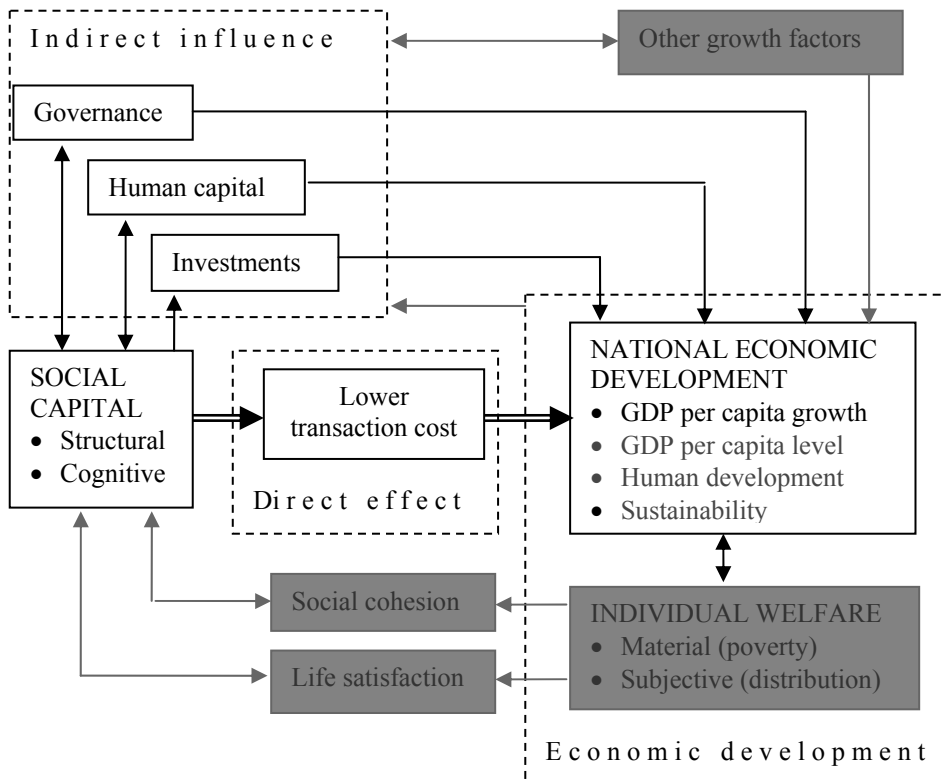 Indirect influence
Other growth factors
Governance
Human capital
Investments
SOCIAL
CAPITAL
• Structural
• Cognitive
Lower
transaction cost
Direct effect
NATIONAL ECONOMIC
DEVELOPMENT
• GDP per capita growth
• GDP per capita level
• Human development
• Sustainability
Social cohesion
Life satisfaction
INDIVIDUAL WELFARE
• Material (poverty)
• Subjective (distribution)
Economic development